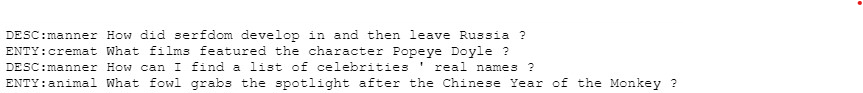 DESC:manner How did serfdom develop in and then leave Russia ?
ENTY:cremat What films featured the character Popeye Doyle ?
DESC:manner How can I find a list of celebrities ' real names ?
ENTY:animal What fowl grabs the spotlight after the Chinese Year of the Monkey ?